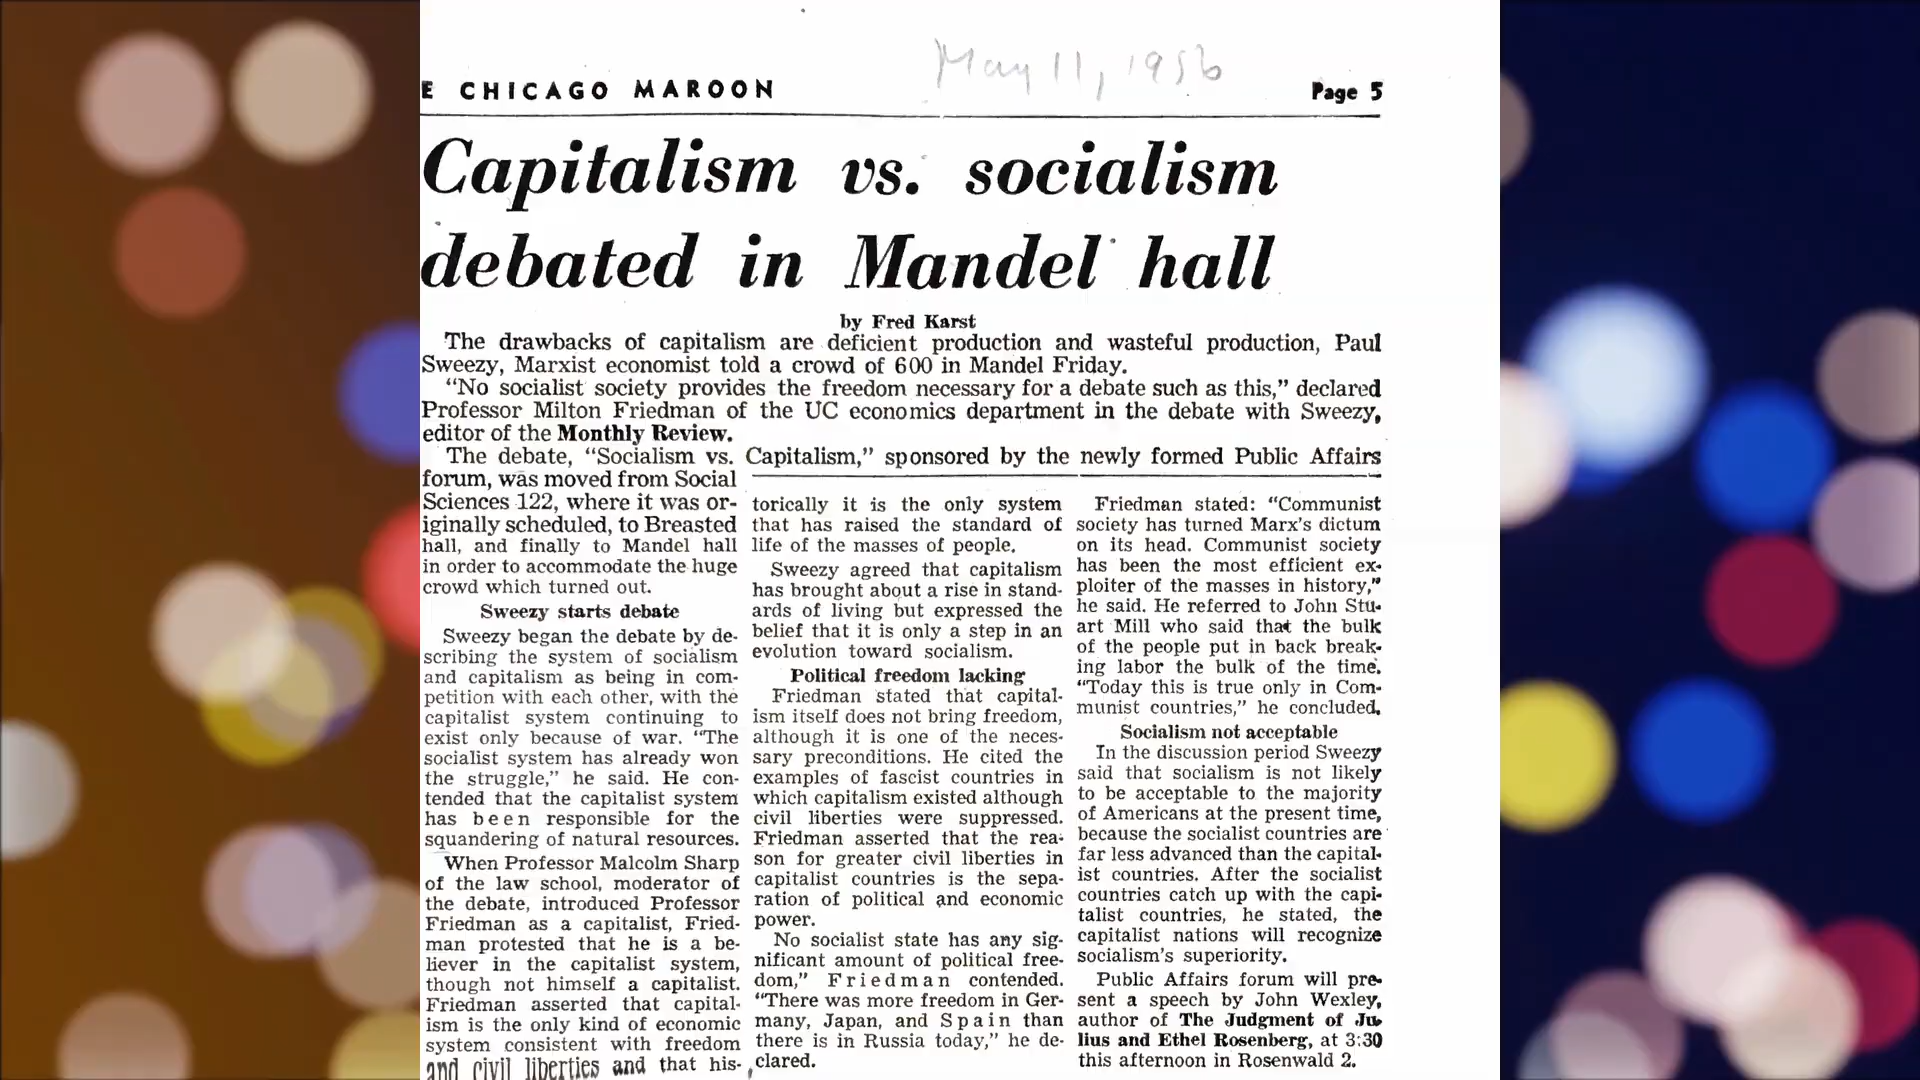 May 11, 1956
E CHICAGO MAROON Page 5
Capitalism vs. socialism
debated in Mandel hall
by Fred Karst
The drawbacks of capitalism are deficient production and wasteful production, Paul
Sweezy, Marxist economist told a crowd of 600 in Mandel Friday.
“No socialist society provides the freedom necessary for a debate such as this,” declared
Professor Milton Friedman of the UC economics department in the debate with Sweezy,
editor of the Monthly Review.
The debate, “Socialism vs. Capitalism,” sponsored by the newly formed Public Affairs
forum, was moved from Social
Sciences 122, where it was or-
iginally scheduled, to Breasted
hall, and finally to Mandel hall
in order to accommodate the huge
crowd which turned out.
Sweezy starts debate
Sweezy began the debate by de-
scribing the system of socialism
and capitalism as being in com-
petition with each other, with the
capitalist system continuing to
exist only because of war. “The
socialist system has already won
the struggle,” he said. He con-
tended that the capitalist system
has been responsible for the
squandering of natural resources.
When Professor Malcolm Sharp
of the law school, moderator of
the debate, introduced Professor
Friedman as a capitalist, Fried-
man protested that he is a be-
liever in the capitalist system,
though not himself a capitalist.
Friedman asserted that capital-
ism is the only kind of economic
system consistent with freedom
and civil liberties and that his-
torically it is the only system
that has raised the standard of
life of the masses of people.
Sweezy agreed that capitalism
has brought about a rise in stand-
ards of living but expressed the
belief that it is only a step in an
evolution toward socialism.
Political freedom lacking
Friedman stated that capital-
ism itself does not bring freedom,
although it is one of the neces-
sary preconditions. He cited the
examples of fascist countries in
which capitalism existed although
civil liberties were suppressed.
Friedman asserted that the rea-
son for greater civil liberties in
capitalist countries is the sepa-
ration of political and economic
power.
No socialist state has any sig-
nificant amount of political free-
dom,” Friedman contended.
“There was more freedom in Ger-
many, Japan, and Spain than
there is in Russia today,” he de-
clared.
Friedman stated: “Communist
society has turned Marx’s dictum
on its head. Communist society
has been the most efficient ex-
ploiter of the masses in history,”
he said. He referred to John Stu-
art Mill who said that the bulk
of the people put in back break-
ing labor the bulk of the time.
“Today this is true only in Com-
munist countries,” he concluded.
Socialism not acceptable
In the discussion period Sweezy
said that socialism is not likely
to be acceptable to the majority
of Americans at the present time,
because the socialist countries are
far less advanced than the capital-
ist countries. After the socialist
countries catch up with the capi-
talist countries, he stated, the
capitalist nations will recognize
socialism’s superiority.
Public Affairs forum will pre-
sent a speech by John Wexley,
author of The Judgment of Ju-
lius and Ethel Rosenberg, at 3:30
this afternoon in Rosenwald 2.